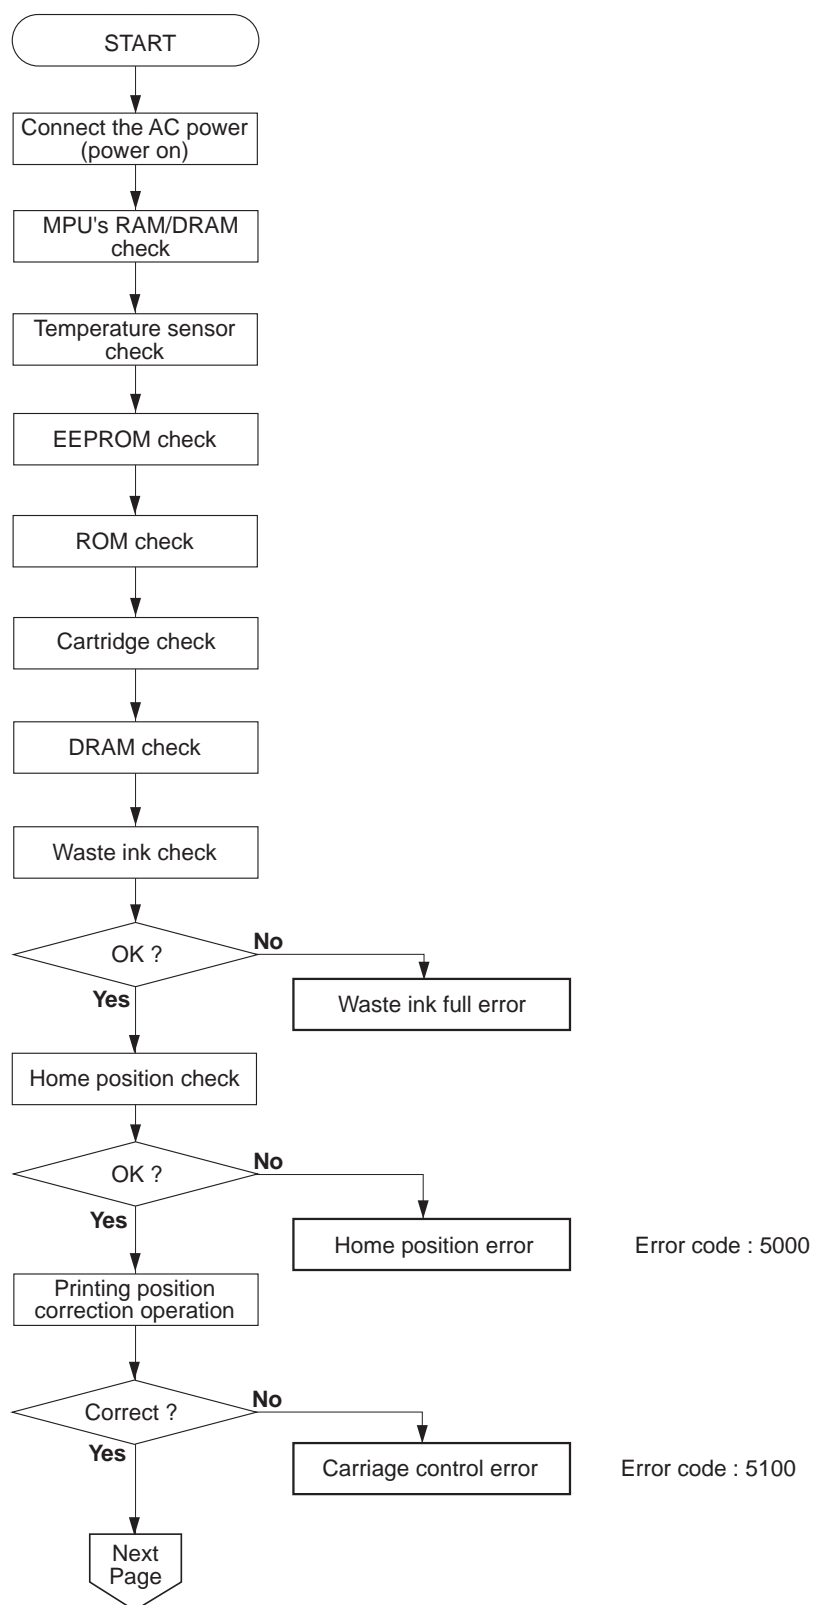 START
Connect the AC power
(power on)
MPU's RAM/DRAM
check
Temperature sensor
check
EEPROM check
ROM check
Cartridge check
DRAM check
Waste ink check
OK ?
No
Yes
Waste ink full error
Home position check
OK ?
No
Yes
Home position error
Error code : 5000
Printing position
correction operation
Correct ?
No
Yes
Carriage control error
Error code : 5100
Next
Page